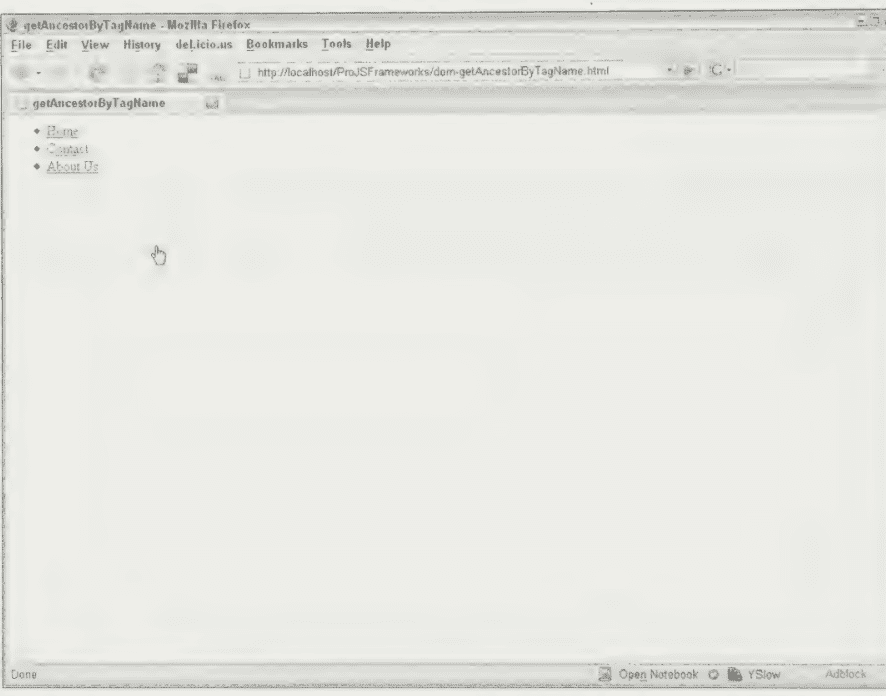 getAncestorByTagName - Mozilla Firefox
File Edit View History del.icio.us Bookmarks Tools Help
http://localhost/ProJSFrameworks/dom-getAncestorByTagName.html
getAncestorByTagName
Home
Contact
About Us
Done Open Notebook YSlow Adblock